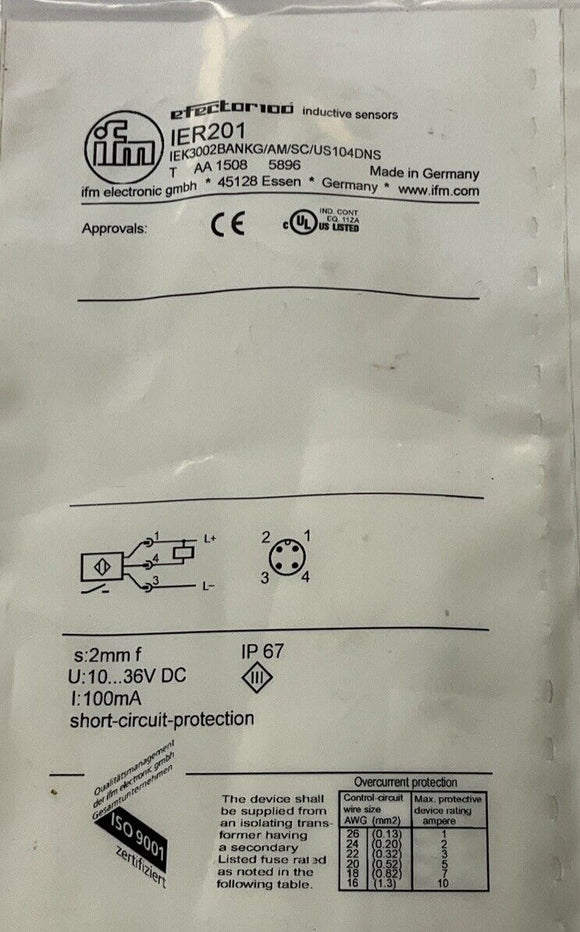 efector100 inductive sensors
ifm
IER201
IEK3002BANKG/AM/SC/US104DNS
T AA 1508 5896 Made in Germany
ifm electronic gmbh * 45128 Essen * Germany * www.ifm.com
Approvals: CE c UL US LISTED
IND. CONT
EQ. 11ZA
1 L+
4
3 L-
2 1
3 4
s:2mm f IP 67
U:10...36V DC III
I:100mA
short-circuit-protection
Qualitätsmanagement
der ifm electronic gmbh
Gesamtunternehmen
ISO 9001
zertifiziert
The device shall
be supplied from
an isolating trans-
former having
a secondary
Listed fuse rated
as noted in the
following table.
Overcurrent protection
Control-circuit Max. protective
wire size device rating
AWG (mm2) ampere
26 (0.13) 1
24 (0.20) 2
22 (0.32) 3
20 (0.52) 5
18 (0.82) 7
16 (1.3) 10